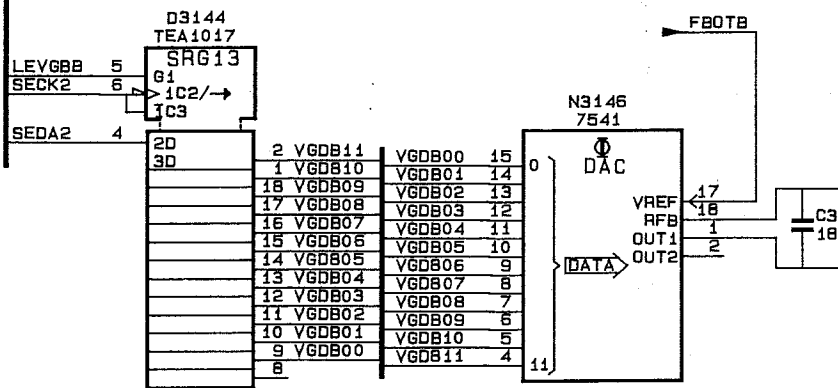 D3144
TEA1017
SRG13
LEVGBB 5
G1
SECK2 6
1C2/→
1C3
SEDA2 4
2D
3D
2 VGDB11
1 VGDB10
18 VGDB09
17 VGDB08
16 VGDB07
15 VGDB06
14 VGDB05
13 VGDB04
12 VGDB03
11 VGDB02
10 VGDB01
9 VGDB00
8
VGDB00 15
VGDB01 14
VGDB02 13
VGDB03 12
VGDB04 11
VGDB05 10
VGDB06 9
VGDB07 8
VGDB08 7
VGDB09 6
VGDB10 5
VGDB11 4
N3146
7541
Φ
DAC
0
11
DATA
VREF 17
RFB 18
OUT1 1
OUT2 2
FBOTB
C3
18